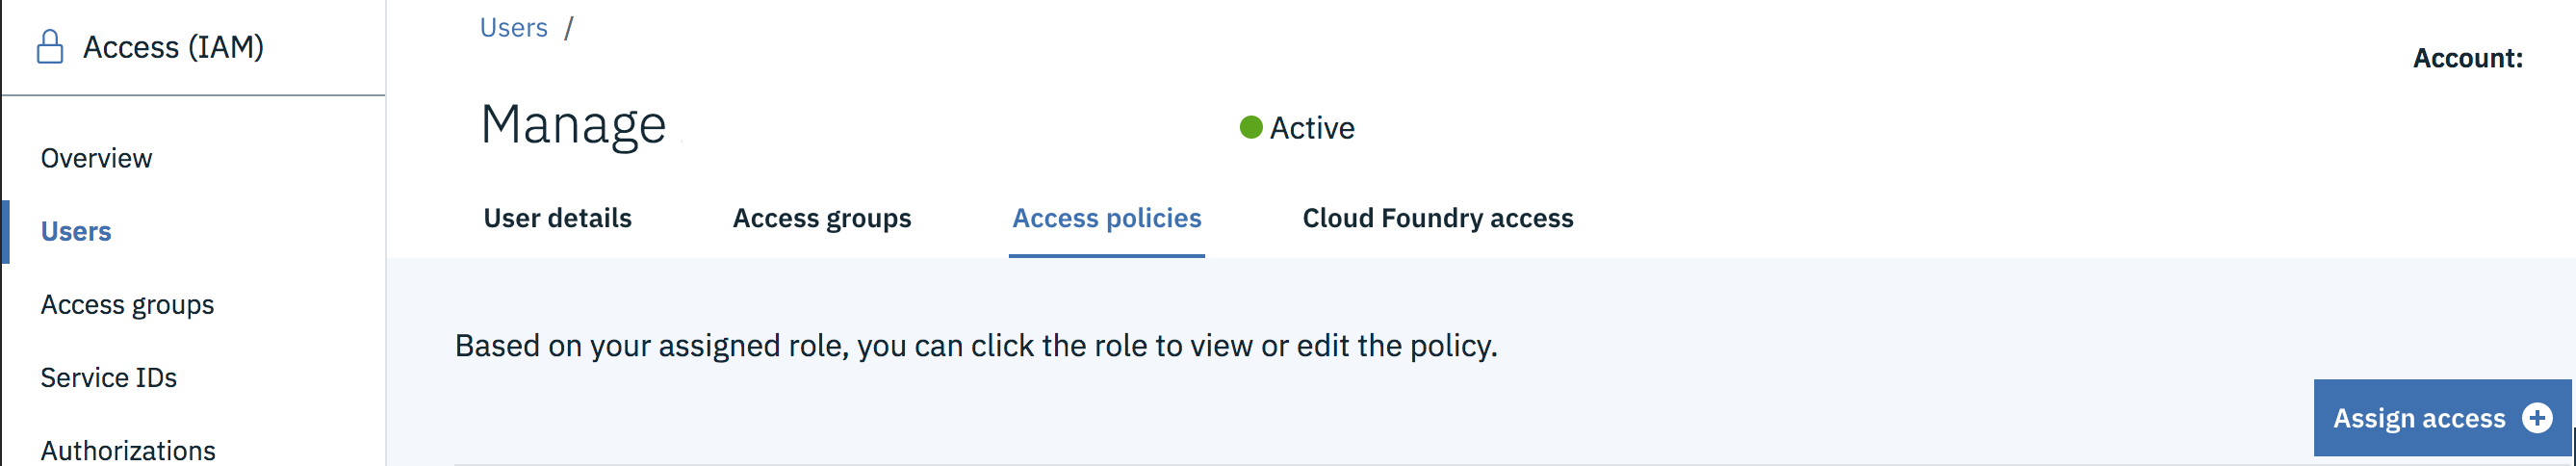 Access (IAM)
Overview
Users
Access groups
Service IDs
Authorizations
Users /
Account:
Manage
Active
User details
Access groups
Access policies
Cloud Foundry access
Based on your assigned role, you can click the role to view or edit the policy.
Assign access